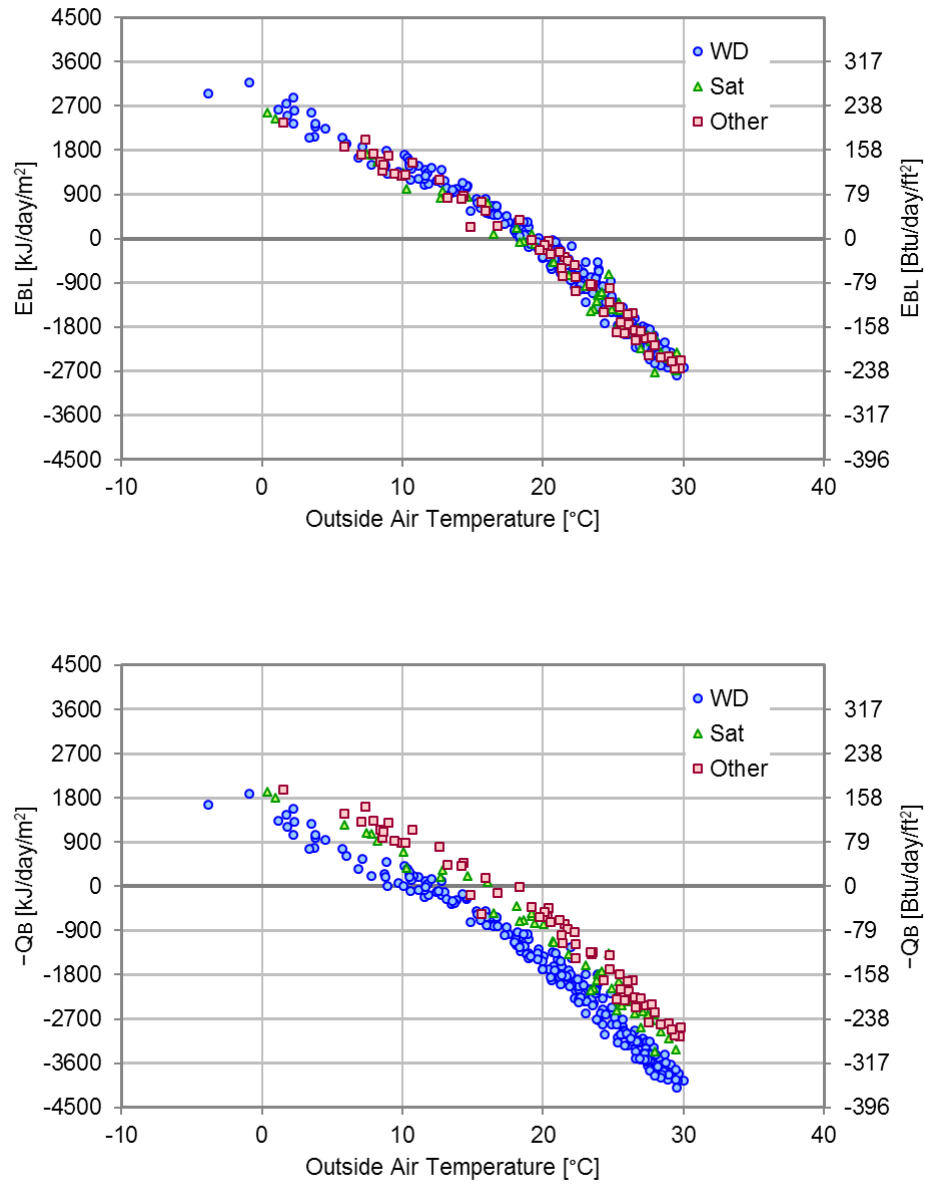 4500
3600 317
2700 238
1800 158
900 79
0 0
-900 -79
-1800 -158
-2700 -238
-3600 -317
-4500 -396
EBL [kJ/day/m²]
EBL [Btu/day/ft²]
WD
Sat
Other
-10 0 10 20 30 40
Outside Air Temperature [°C]
4500
3600 317
2700 238
1800 158
900 79
0 0
-900 -79
-1800 -158
-2700 -238
-3600 -317
-4500 -396
−QB [kJ/day/m²]
−QB [Btu/day/ft²]
WD
Sat
Other
-10 0 10 20 30 40
Outside Air Temperature [°C]